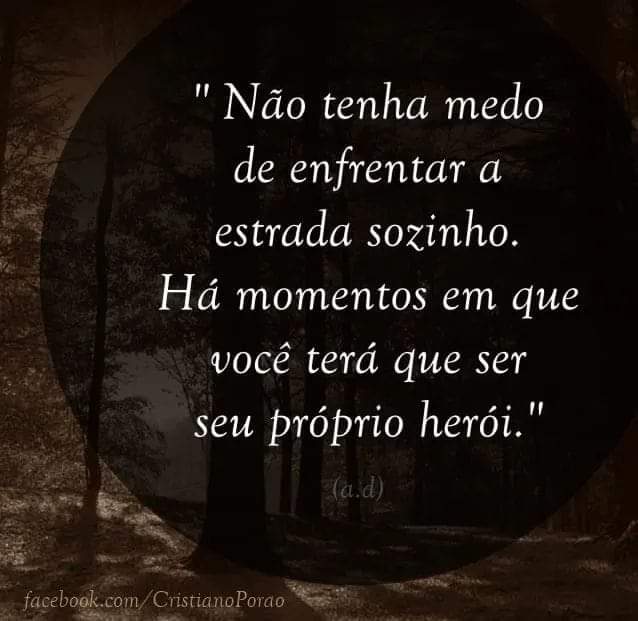 " Não tenha medo
de enfrentar a
estrada sozinho.
Há momentos em que
você terá que ser
seu próprio herói."
(a.d)
facebook.com/CristianoPorao